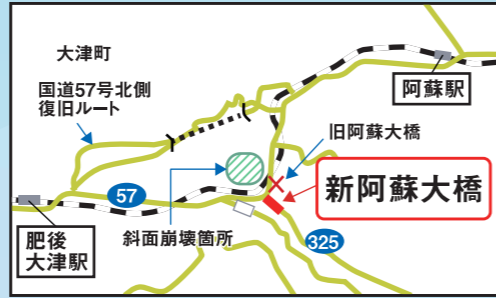 大津町
国道57号北側
復旧ルート
阿蘇駅
旧阿蘇大橋
新阿蘇大橋
57
325
斜面崩壊箇所
肥後
大津駅